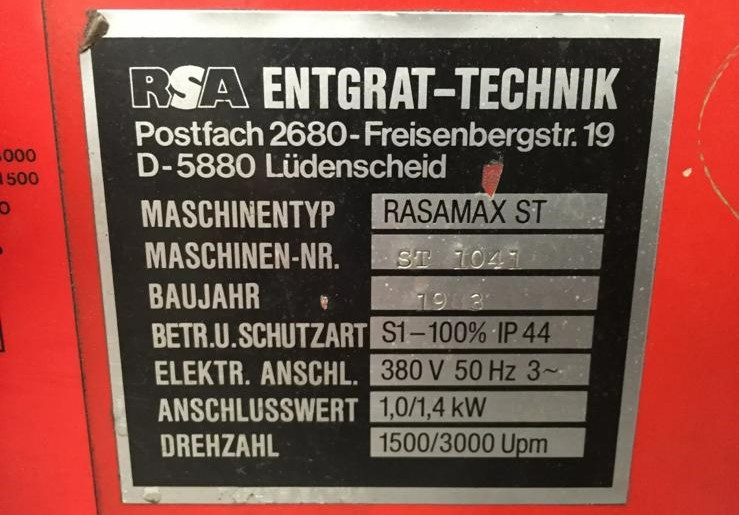 RSA ENTGRAT-TECHNIK
Postfach 2680-Freisenbergstr. 19
D-5880 Lüdenscheid
MASCHINENTYP RASAMAX ST
MASCHINEN-NR. ST 1041
BAUJAHR
BETR.U.SCHUTZART S1-100% IP 44
ELEKTR. ANSCHL. 380 V 50 Hz 3~
ANSCHLUSSWERT 1,0/1,4 kW
DREHZAHL 1500/3000 Upm